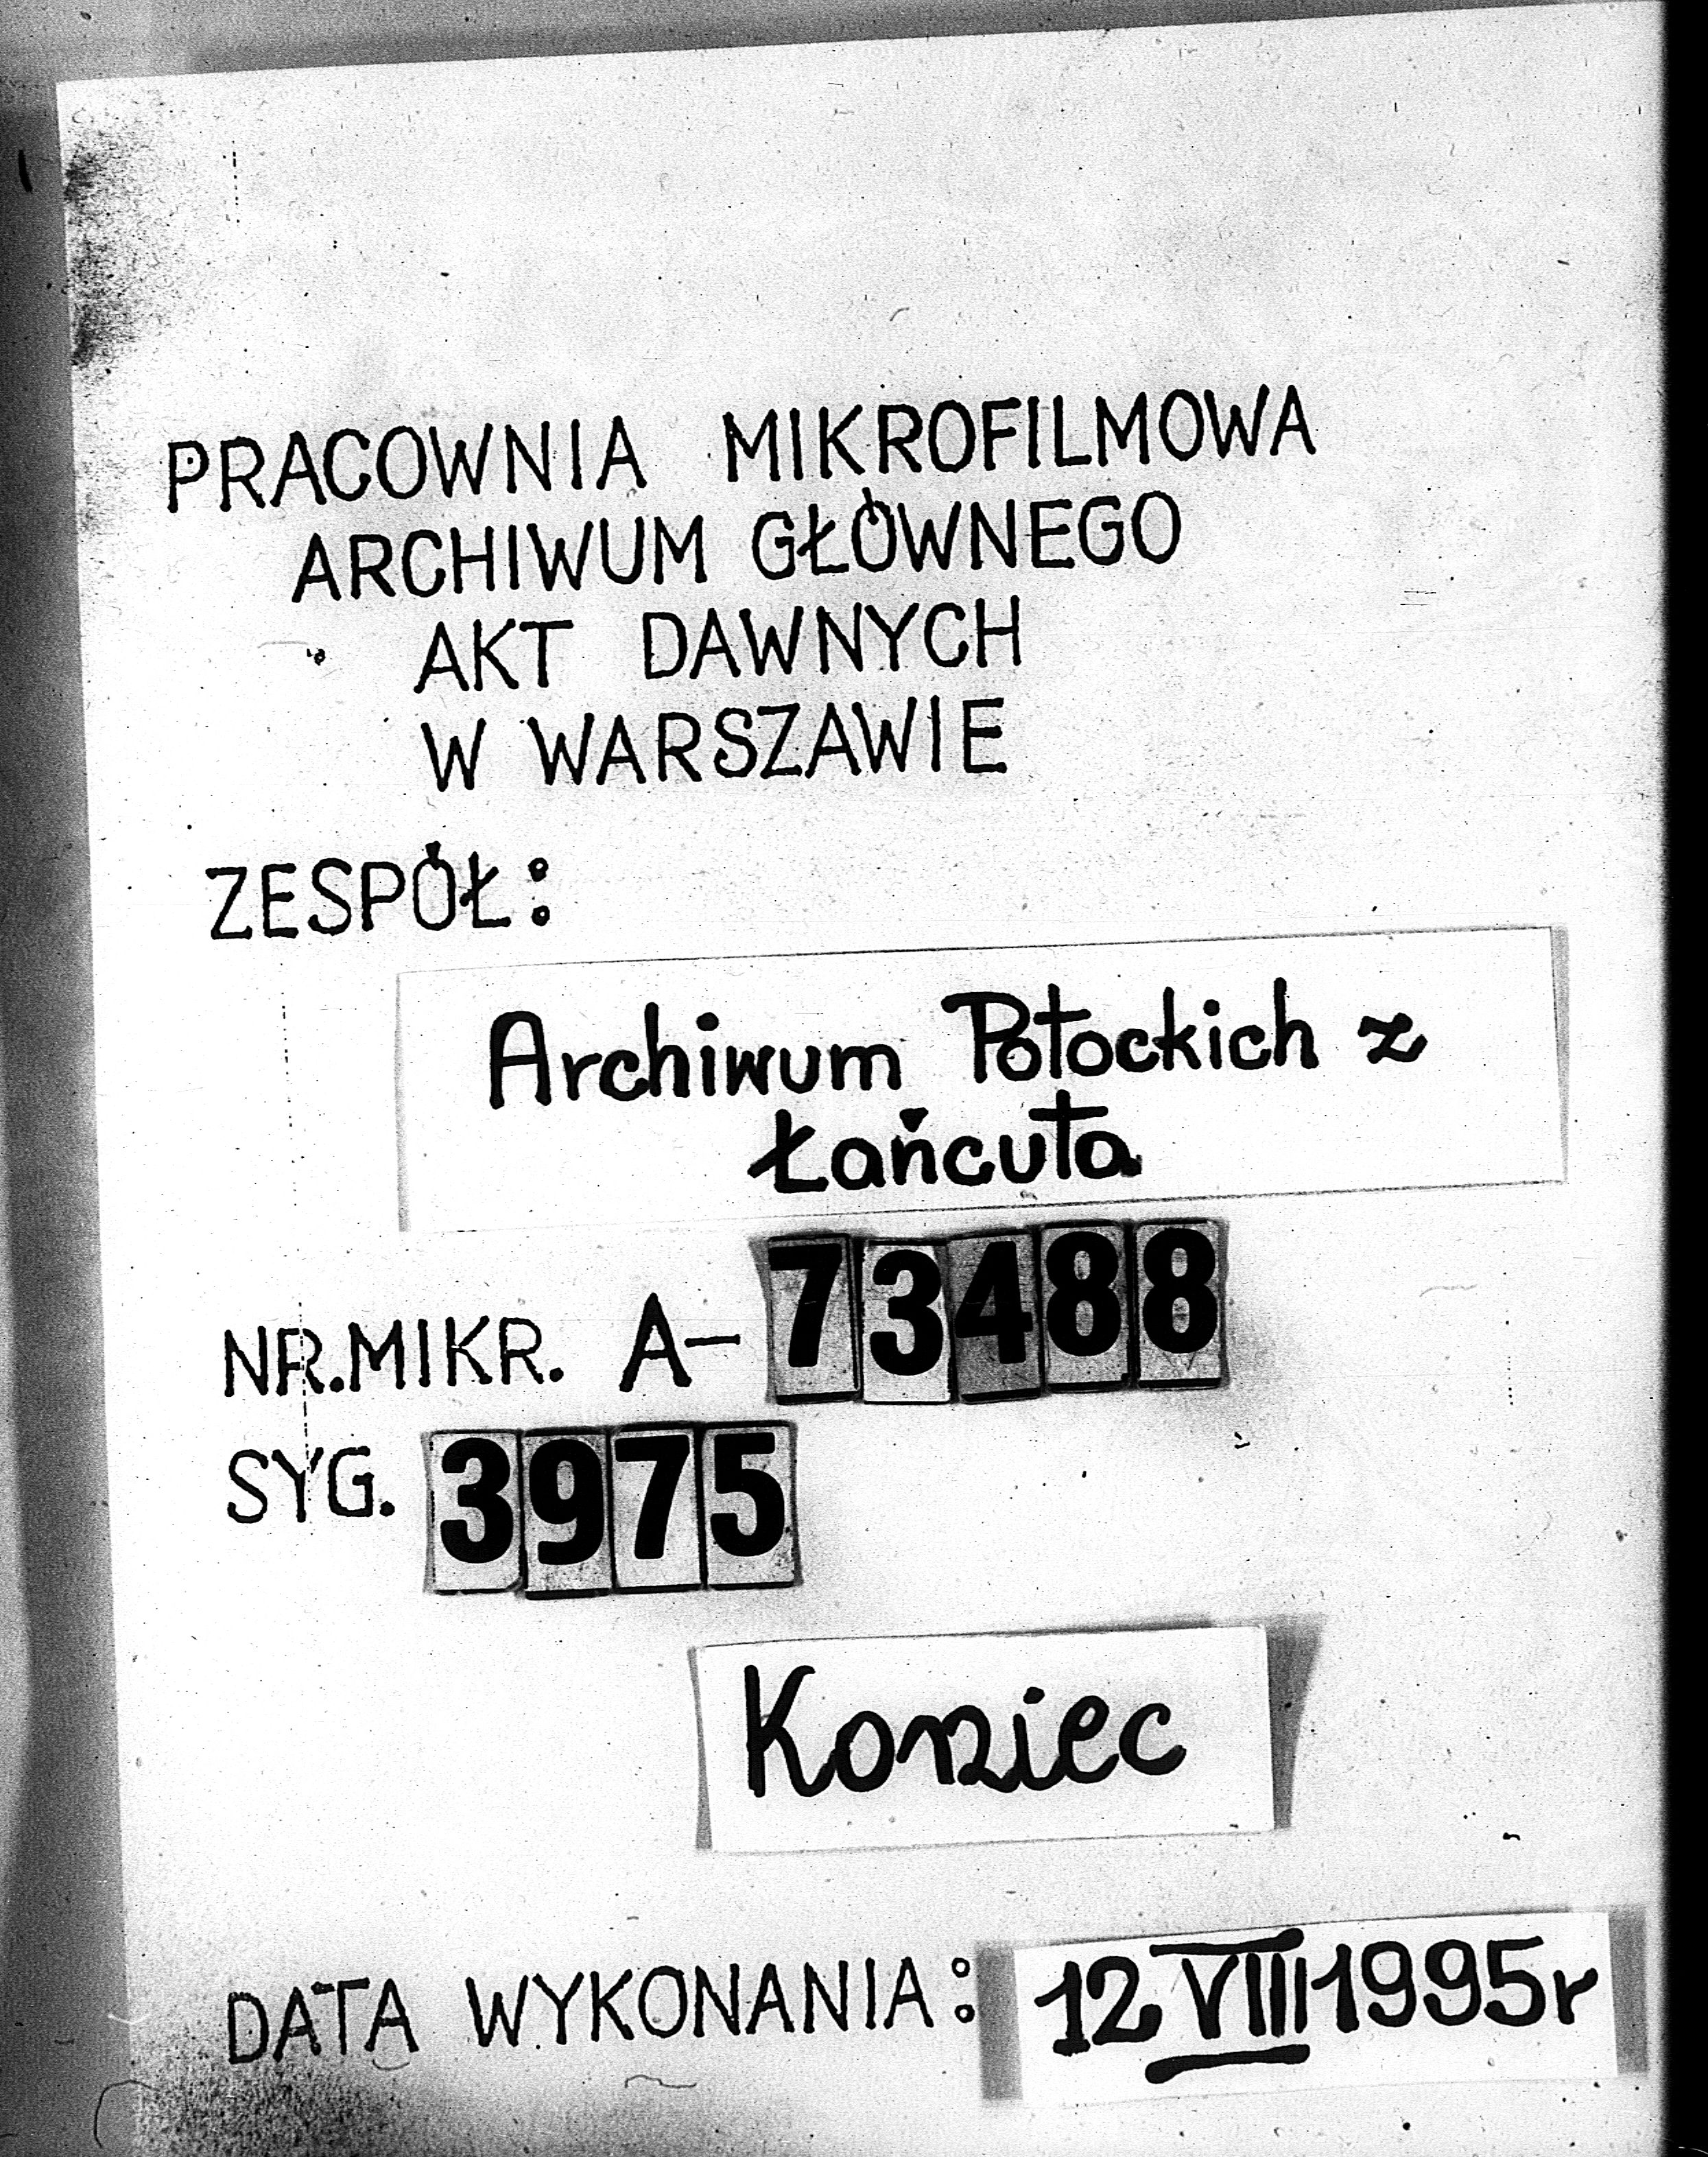 PRACOWNIA MIKROFILMOWA
ARCHIWUM GŁÓWNEGO
AKT DAWNYCH
W WARSZAWIE
ZESPÓŁ:
Archiwum Potockich z
Łańcuta
NR.MIKR. A- 73488
SYG. 3975
Koniec
DATA WYKONANIA: 12 VIII 1995r